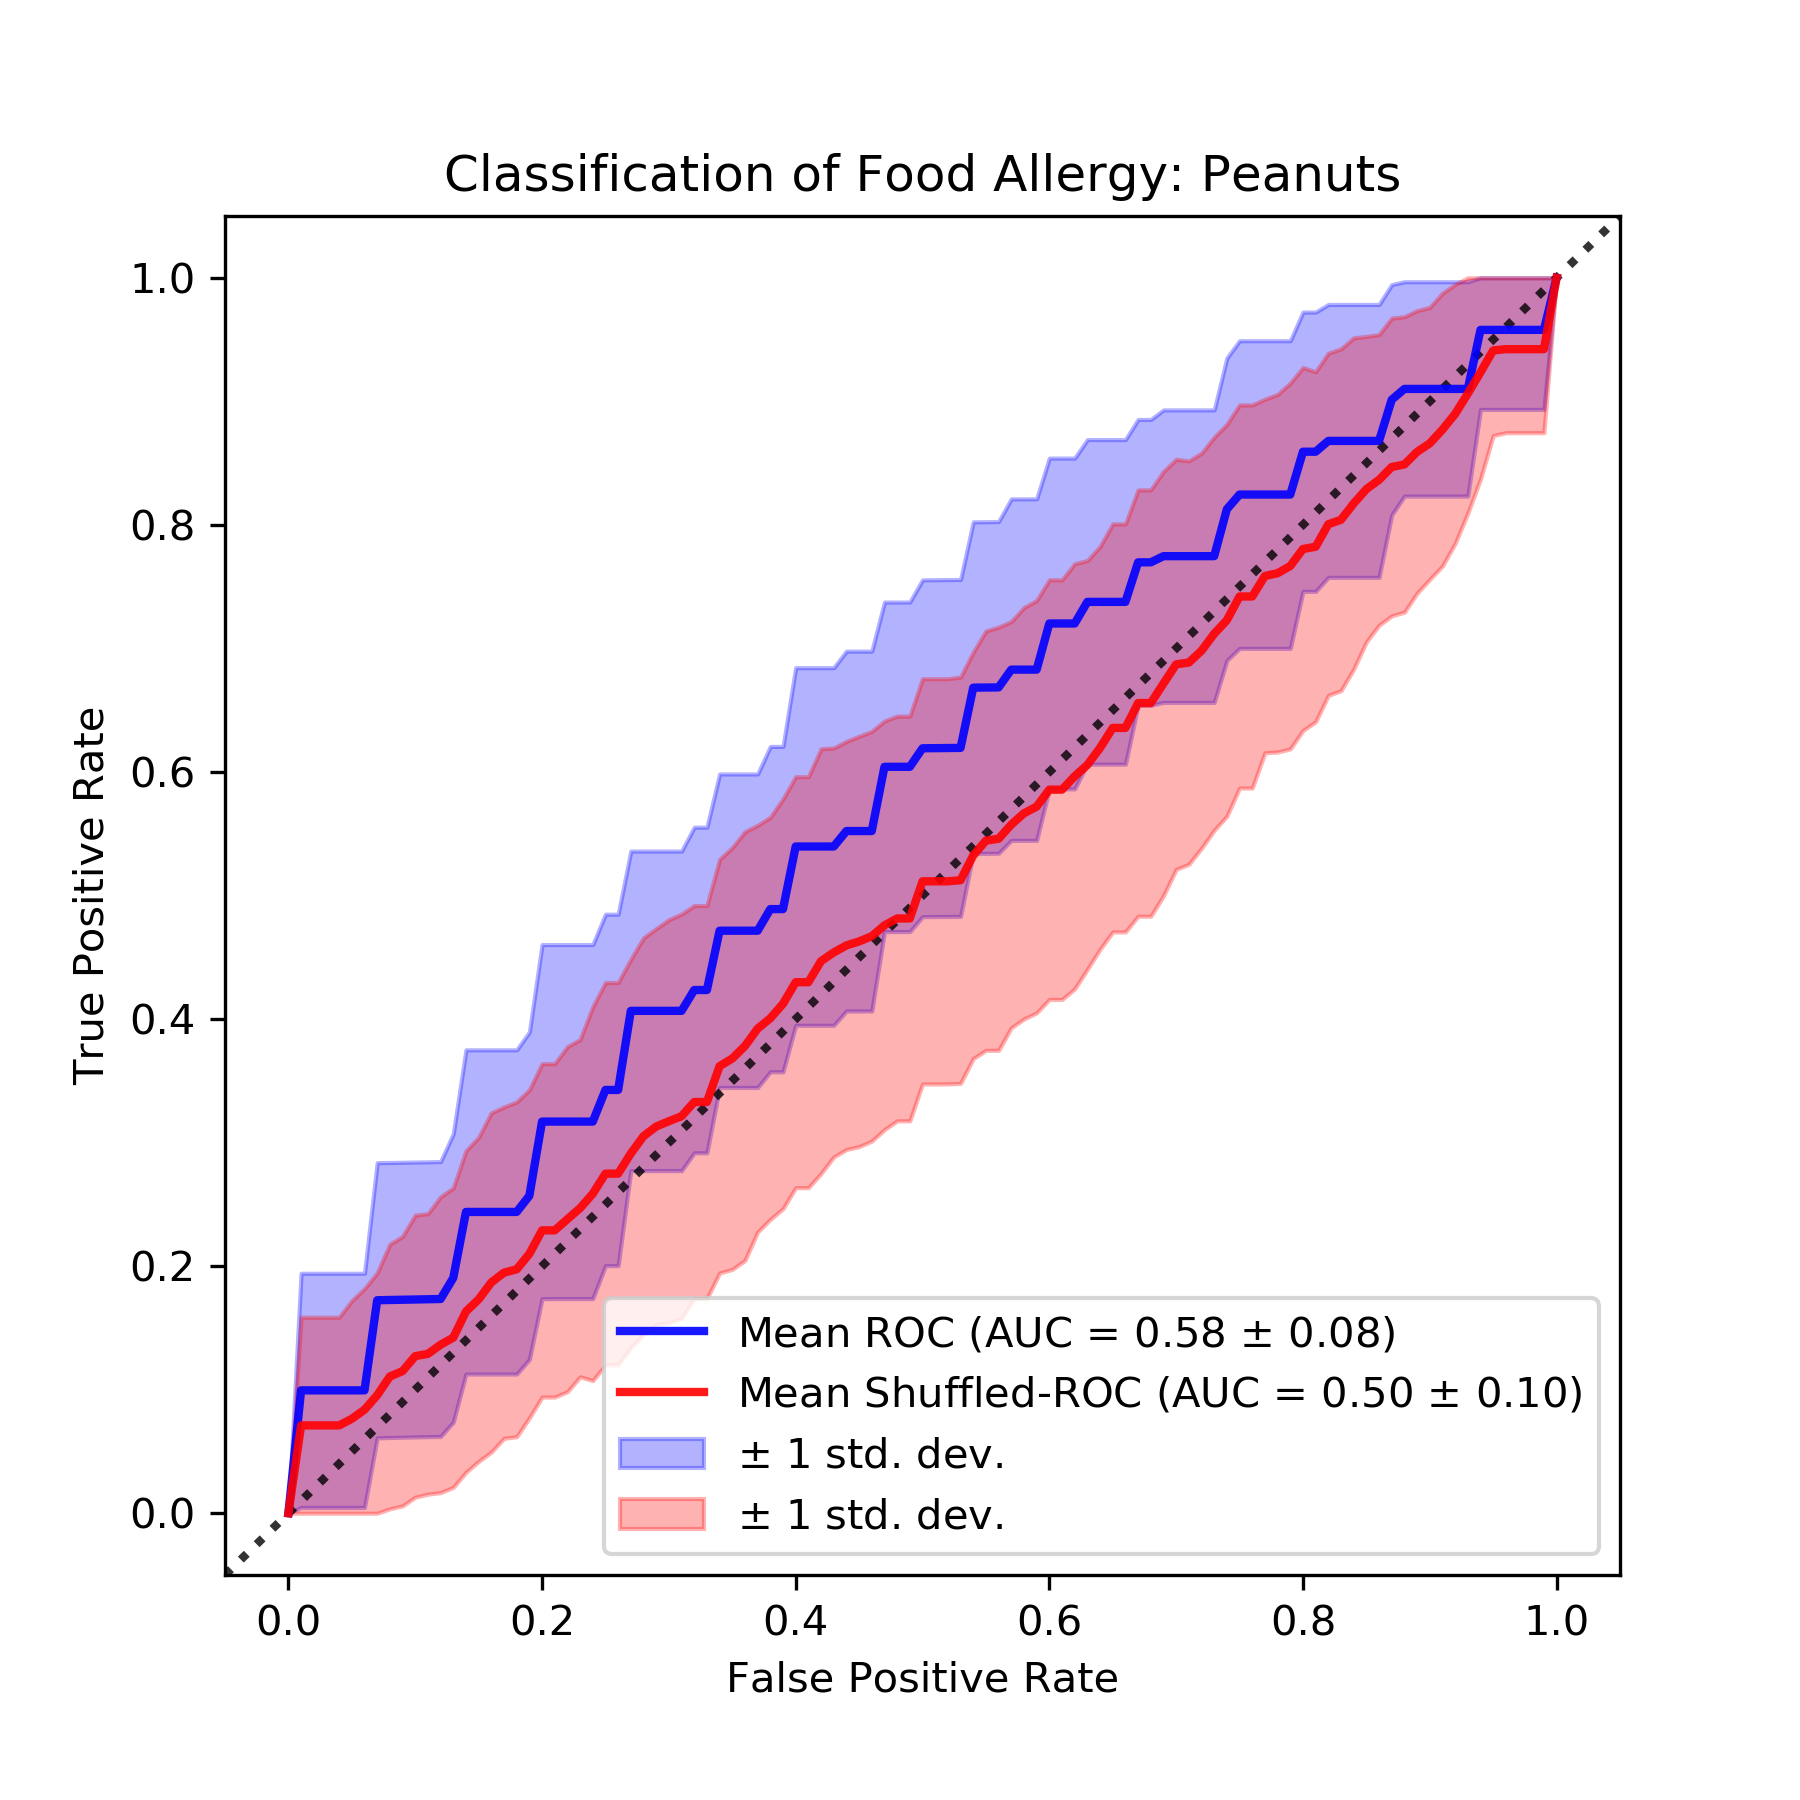 Classification of Food Allergy: Peanuts
True Positive Rate
1.0
0.8
0.6
0.4
0.2
0.0
Mean ROC (AUC = 0.58 ± 0.08)
Mean Shuffled-ROC (AUC = 0.50 ± 0.10)
± 1 std. dev.
± 1 std. dev.
0.0 0.2 0.4 0.6 0.8 1.0
False Positive Rate